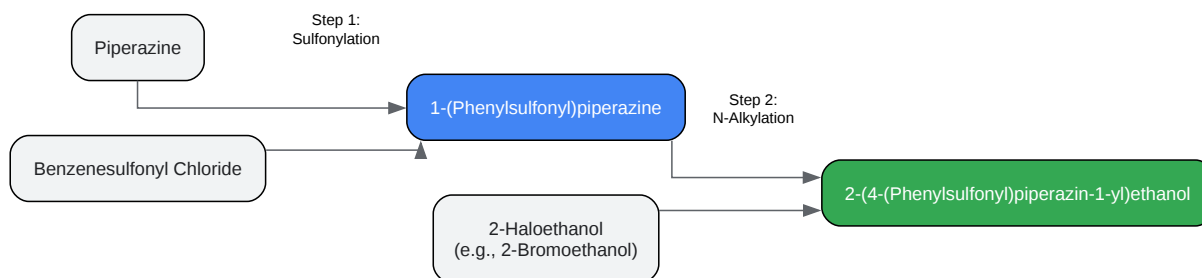 Piperazine
Step 1:
Sulfonylation
Benzenesulfonyl Chloride
1-(Phenylsulfonyl)piperazine
Step 2:
N-Alkylation
2-Haloethanol
(e.g., 2-Bromoethanol)
2-(4-(Phenylsulfonyl)piperazin-1-yl)ethanol